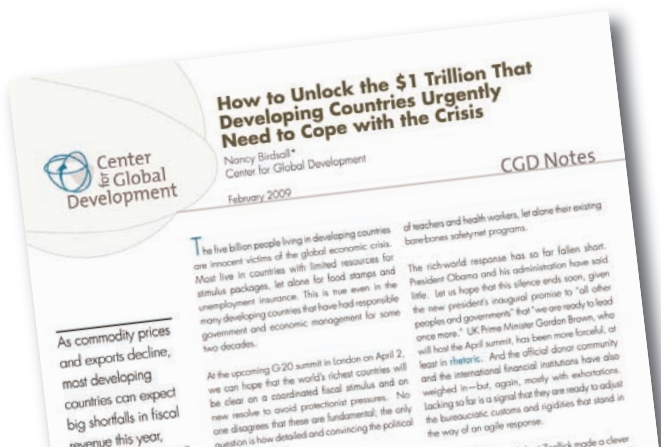 How to Unlock the $1 Trillion That
Developing Countries Urgently
Need to Cope with the Crisis
Nancy Birdsall*
Center for Global Development
Center
for Global
Development
CGD Notes
February 2009
The five billion people living in developing countries
are innocent victims of the global economic crisis.
Most live in countries with limited resources for
stimulus packages, let alone for food stamps and
unemployment insurance. This is true even in the
many developing countries that have had responsible
government and economic management for some
two decades.
At the upcoming G-20 summit in London on April 2,
we can hope that the world's richest countries will
be clear on a coordinated fiscal stimulus and on
new resolve to avoid protectionist pressures. No
one disagrees that these are fundamental; the only
question is how detailed and convincing the political
of teachers and health workers, let alone their existing
bare-bones safety-net programs.
The rich-world response has so far fallen short.
President Obama and his administration have said
little. Let us hope that this silence ends soon, given
the new president's inaugural promise to "all other
peoples and governments" that "we are ready to lead
once more." UK Prime Minister Gordon Brown, who
will host the April summit, has been more forceful, at
least in rhetoric. And the official donor community
and the international financial institutions have also
weighed in—but, again, mostly with exhortations.
Lacking so far is a signal that they are ready to adjust
the bureaucratic customs and rigidities that stand in
the way of an agile response.
Zoellick made a clever
As commodity prices
and exports decline,
most developing
countries can expect
big shortfalls in fiscal
revenue this year,